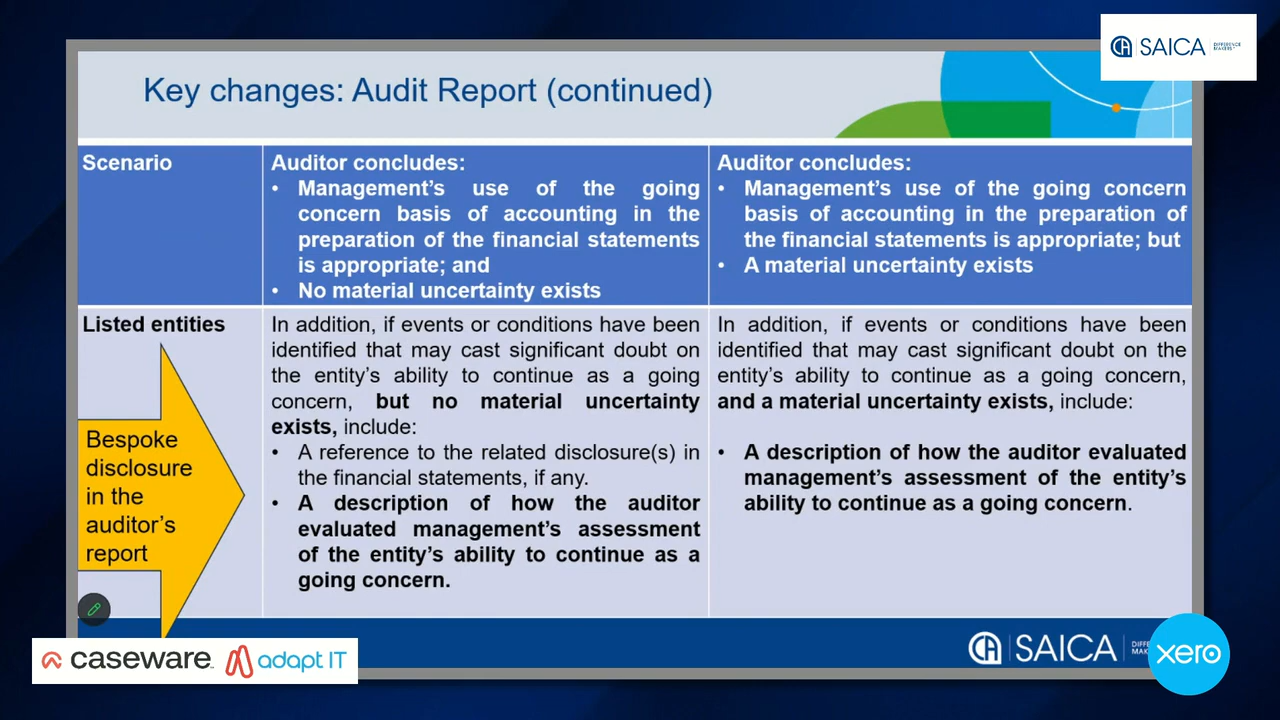 SAICA
DIFFERENCE
MAKERS
Key changes: Audit Report (continued)
Scenario
Auditor concludes:
• Management's use of the going
concern basis of accounting in the
preparation of the financial statements
is appropriate; and
• No material uncertainty exists
Auditor concludes:
• Management's use of the going concern
basis of accounting in the preparation of
the financial statements is appropriate; but
• A material uncertainty exists
Listed entities
Bespoke
disclosure
in the
auditor's
report
In addition, if events or conditions have been
identified that may cast significant doubt on
the entity's ability to continue as a going
concern, but no material uncertainty
exists, include:
• A reference to the related disclosure(s) in
the financial statements, if any.
• A description of how the auditor
evaluated management's assessment
of the entity's ability to continue as a
going concern.
In addition, if events or conditions have been
identified that may cast significant doubt on the
entity's ability to continue as a going concern,
and a material uncertainty exists, include:
• A description of how the auditor evaluated
management's assessment of the entity's
ability to continue as a going concern.
caseware
adapt IT
SAICA
xero